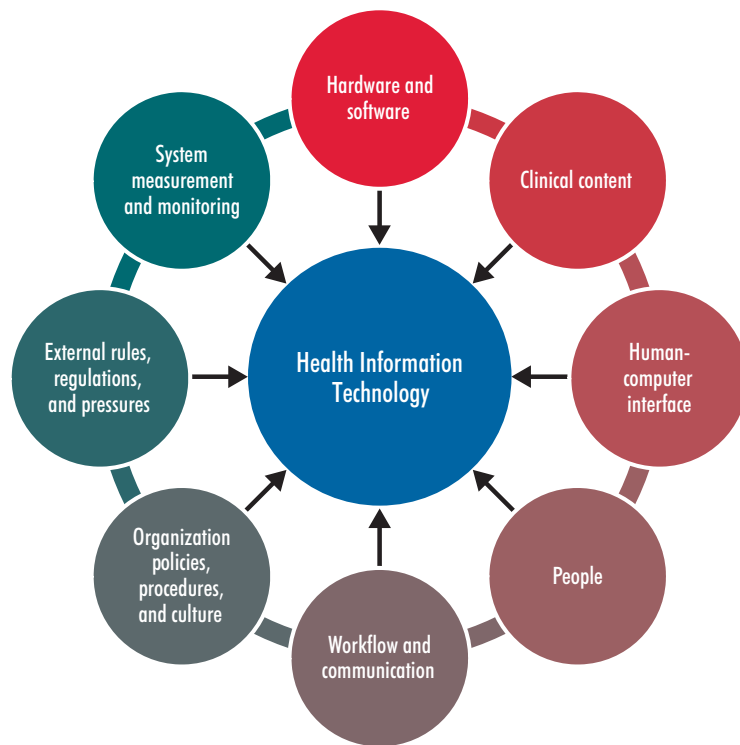 Hardware and
software
Clinical content
Human-
computer
interface
People
Workflow and
communication
Organization
policies,
procedures,
and culture
External rules,
regulations,
and pressures
System
measurement
and monitoring
Health Information
Technology